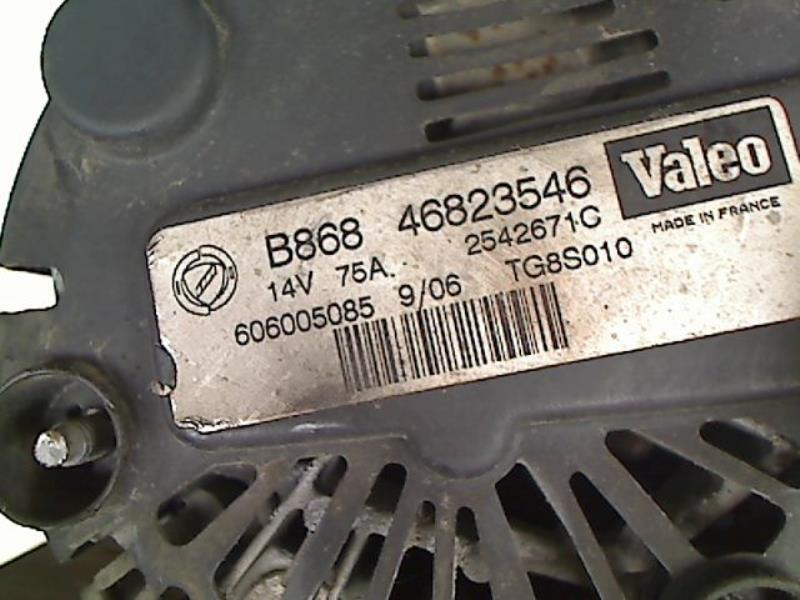 B868 46823546
Valeo
14V 75A. 2542671C
MADE IN FRANCE
606005085 9/06 TG8S010